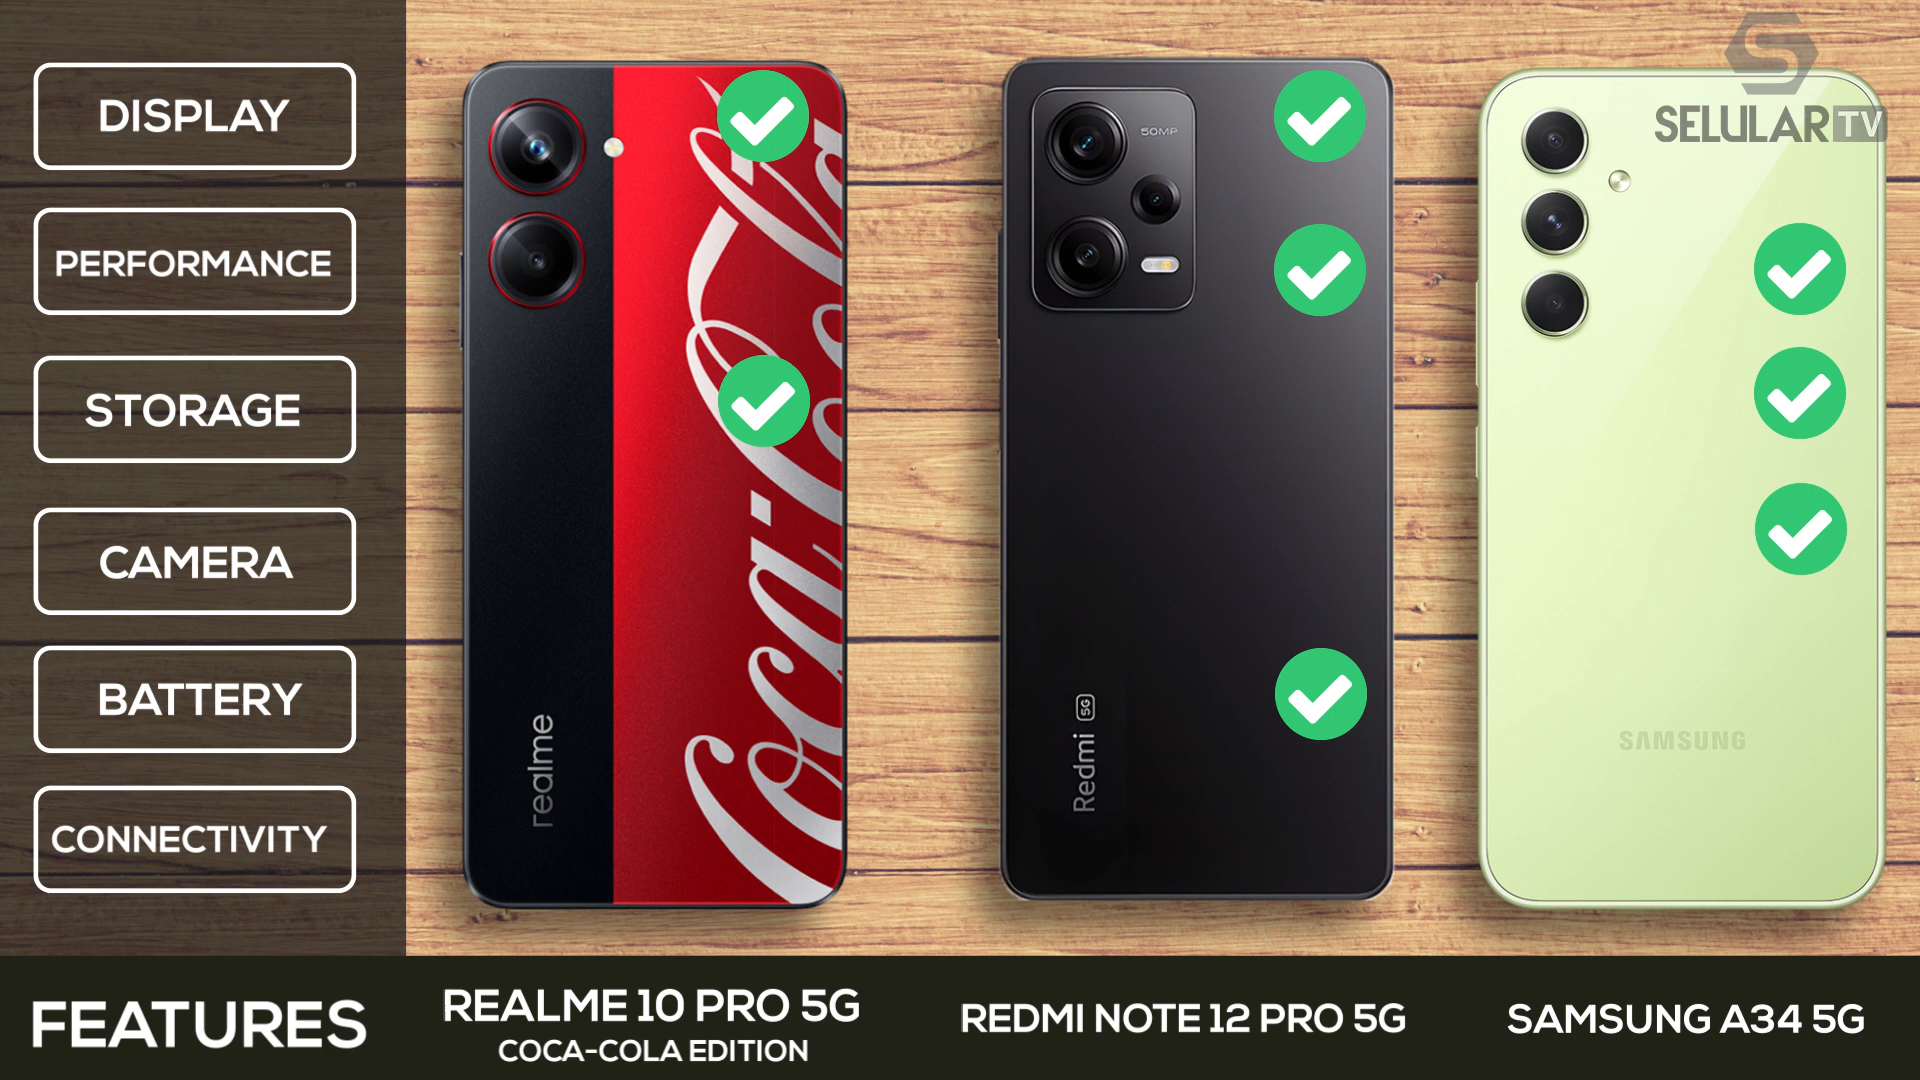 DISPLAY
PERFORMANCE
STORAGE
CAMERA
BATTERY
CONNECTIVITY
FEATURES
realme
Coca-Cola
REALME 10 PRO 5G
COCA-COLA EDITION
50MP
Redmi 5G
REDMI NOTE 12 PRO 5G
S
SELULAR TV
SAMSUNG
SAMSUNG A34 5G